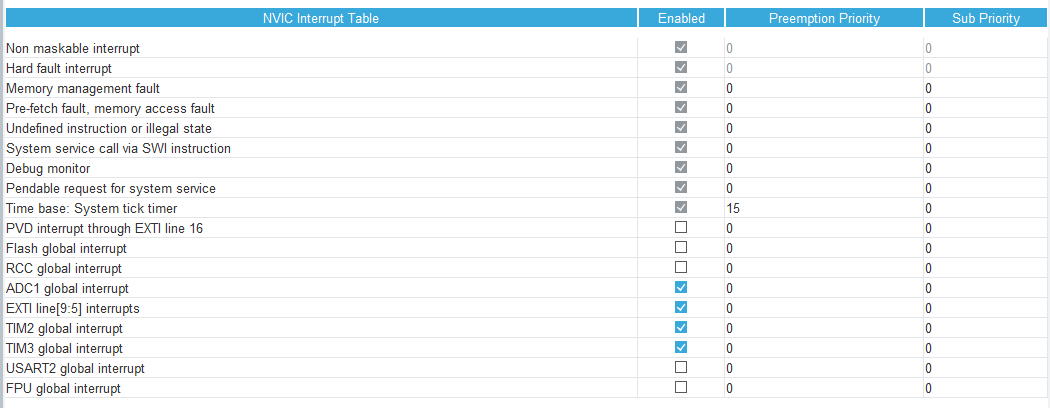 NVIC Interrupt Table Enabled Preemption Priority Sub Priority
Non maskable interrupt 0 0
Hard fault interrupt 0 0
Memory management fault 0 0
Pre-fetch fault, memory access fault 0 0
Undefined instruction or illegal state 0 0
System service call via SWI instruction 0 0
Debug monitor 0 0
Pendable request for system service 0 0
Time base: System tick timer 15 0
PVD interrupt through EXTI line 16 0 0
Flash global interrupt 0 0
RCC global interrupt 0 0
ADC1 global interrupt 0 0
EXTI line[9:5] interrupts 0 0
TIM2 global interrupt 0 0
TIM3 global interrupt 0 0
USART2 global interrupt 0 0
FPU global interrupt 0 0